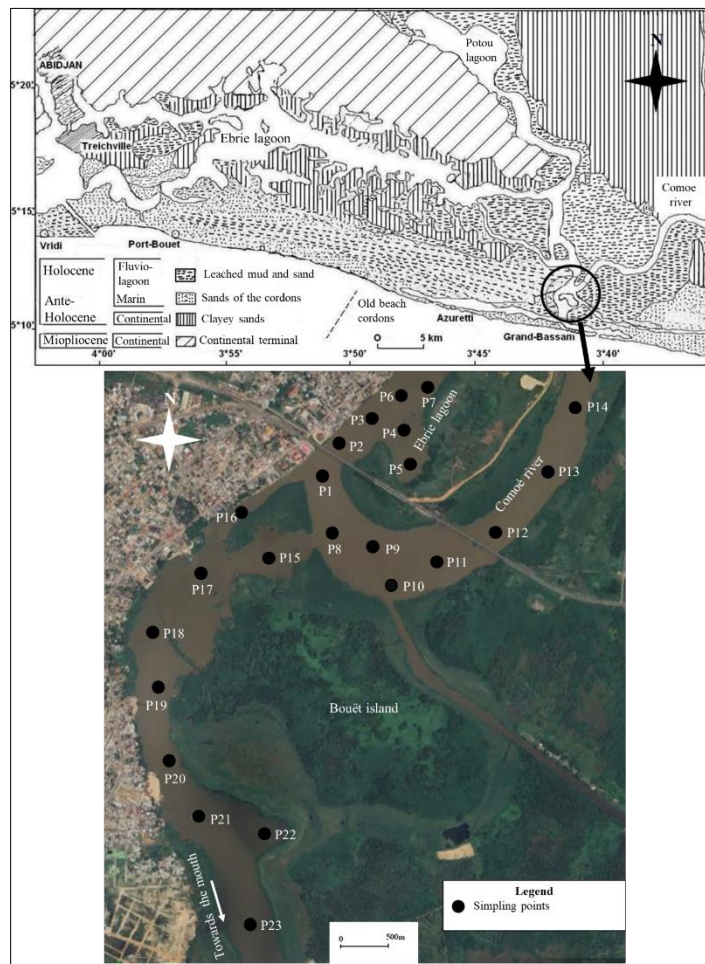 Potou
lagoon
N
ABIDJAN
5°20'
Treichville
Ebrie lagoon
Comoe
river
5°15'
Vridi
Port-Bouet
Holocene
Fluvio-
lagoon
Leached mud and sand
Marin
Sands of the cordons
Ante-
Holocene
Continental
Clayey sands
Old beach
cordons
Azuretti
Grand-Bassam
5°10'
Miopliocene
Continental
Continental terminal
0 5 km
4°00'
3°55'
3°50'
3°45'
3°40'
N
P6
P7
P14
P3
P4
P2
Ebrie lagoon
P5
P1
Comoé river
P13
P16
P12
P8
P9
P15
P11
P17
P10
P18
P19
Bouët island
P20
P21
P22
Towards the mouth
P23
Legend
Simpling points
0 500m